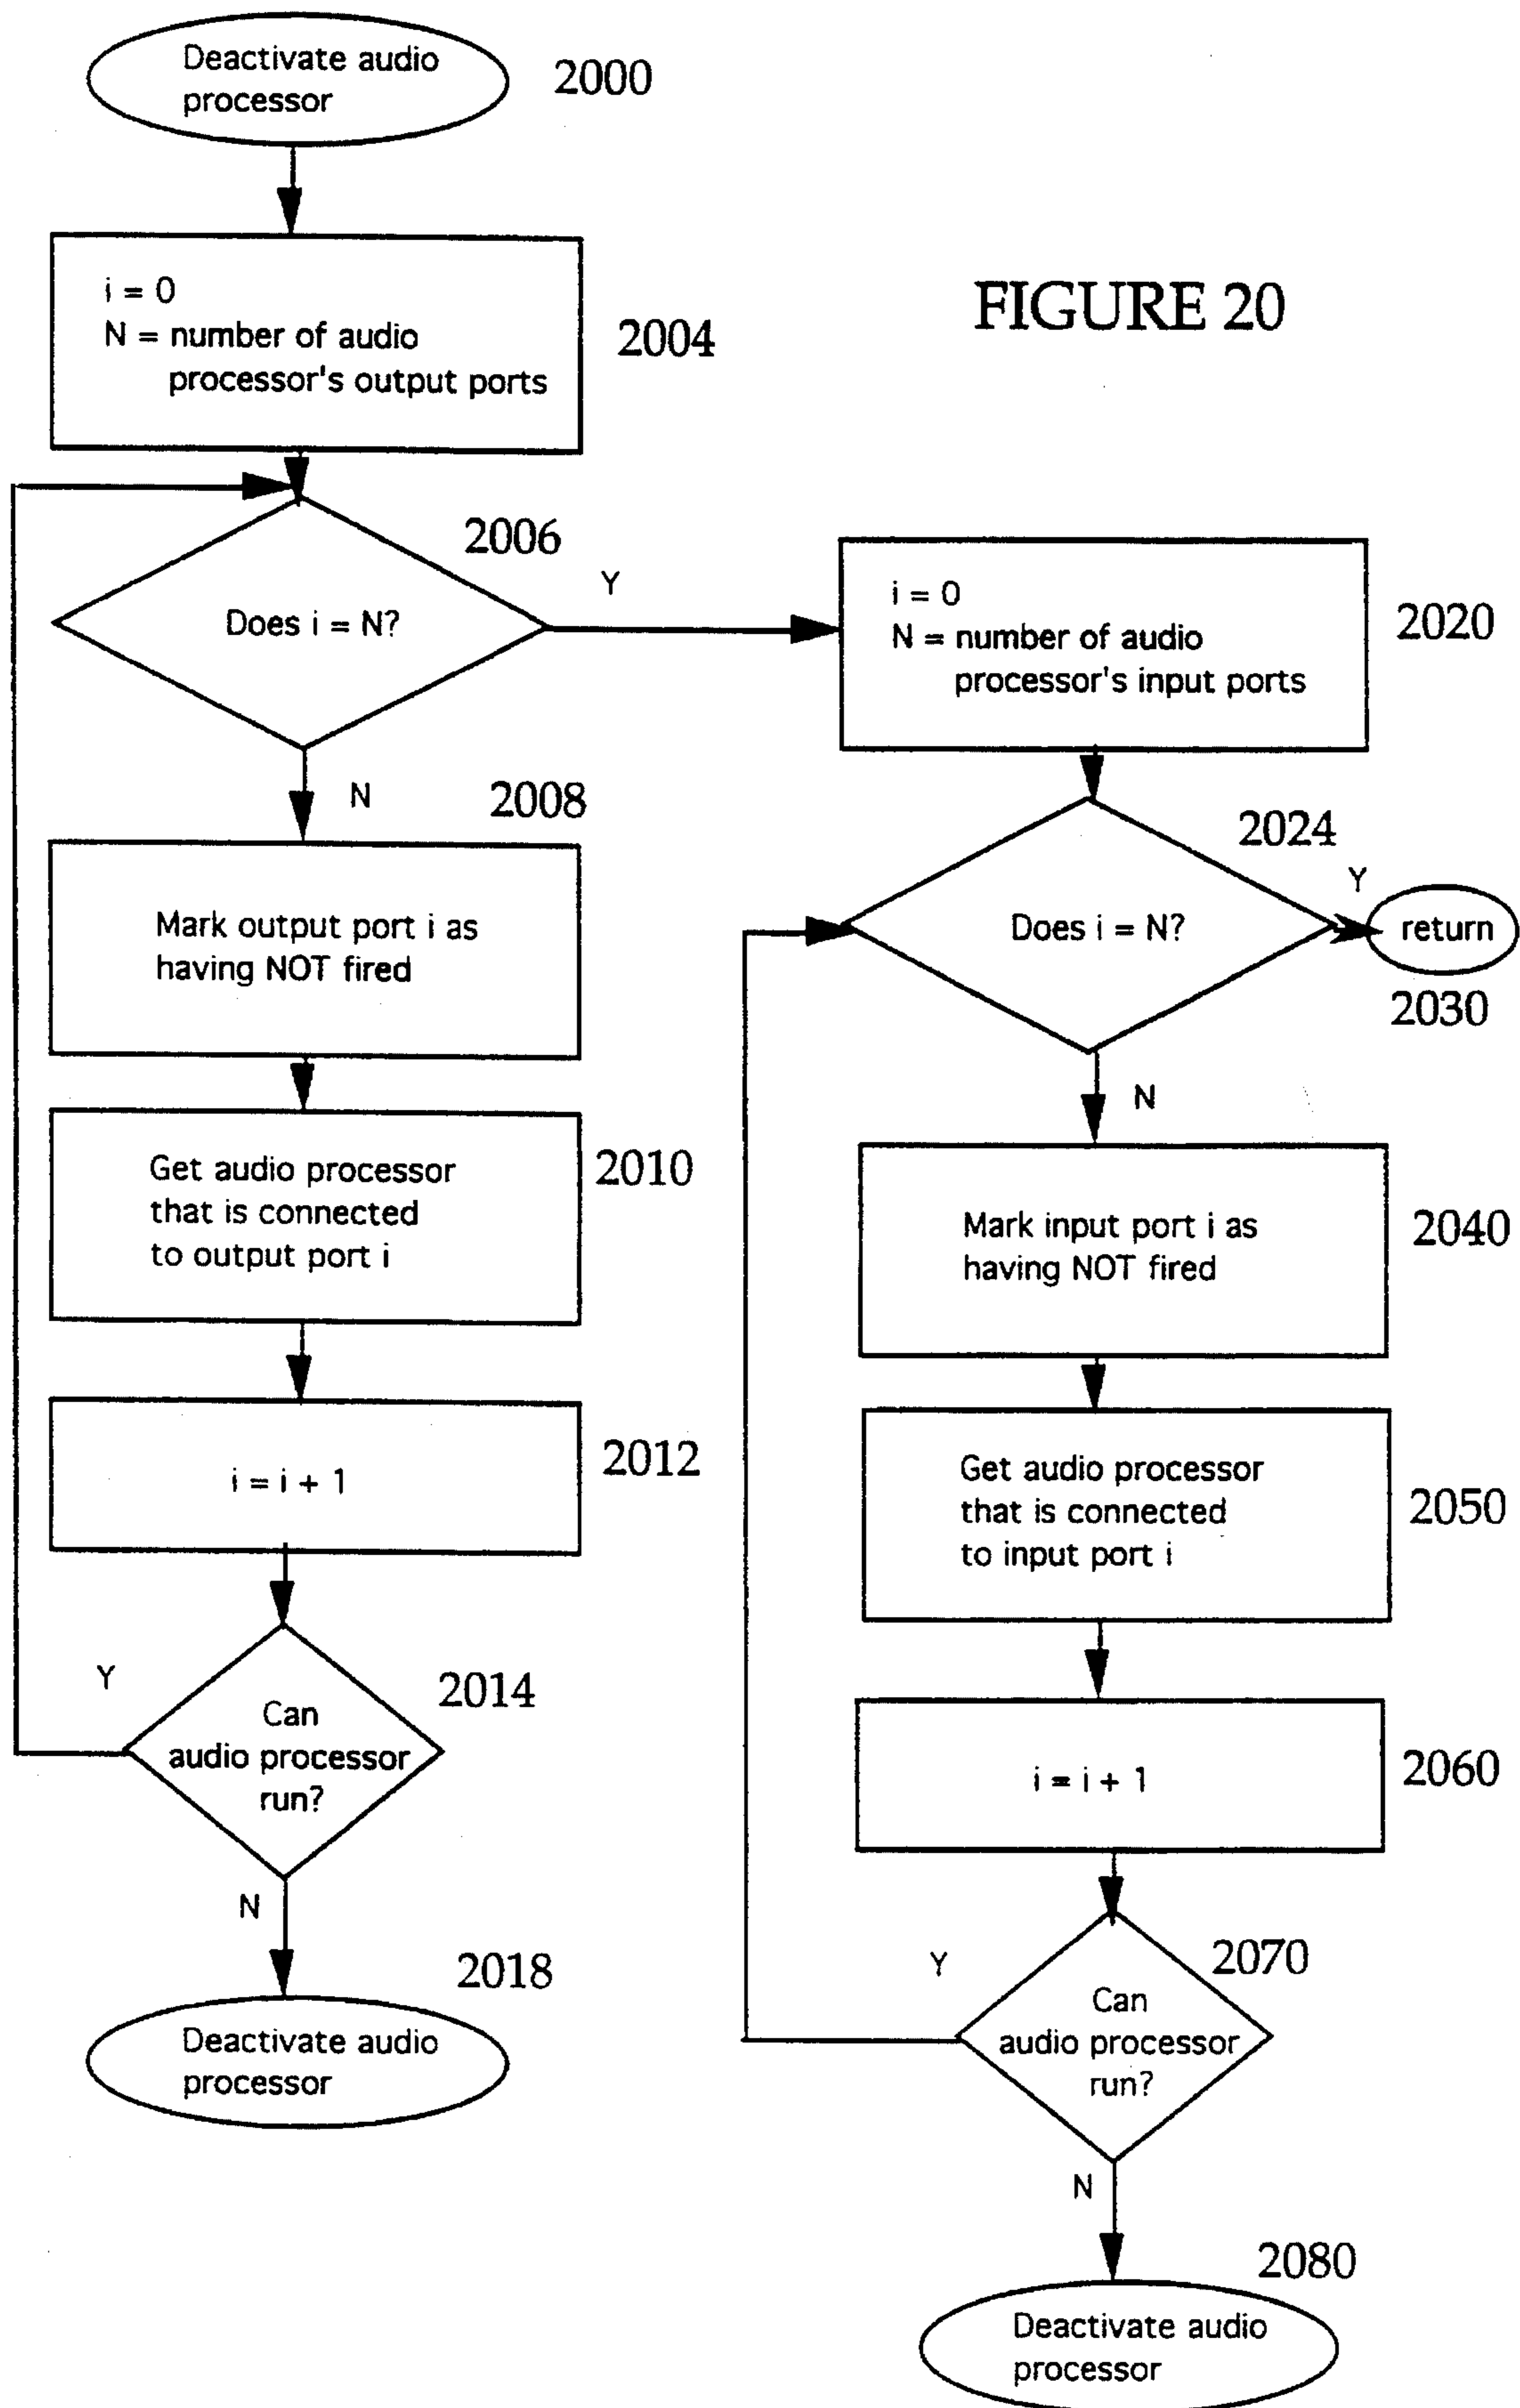 Deactivate audio
processor
2000
i = 0
N = number of audio
processor's output ports
2004
FIGURE 20
2006
Does i = N?
Y
N
2008
Mark output port i as
having NOT fired
Get audio processor
that is connected
to output port i
2010
i = i + 1
2012
Y
2014
Can
audio processor
run?
N
2018
Deactivate audio
processor
i = 0
N = number of audio
processor's input ports
2020
2024
Y
Does i = N?
return
2030
N
Mark input port i as
having NOT fired
2040
Get audio processor
that is connected
to input port i
2050
i = i + 1
2060
Y
2070
Can
audio processor
run?
N
2080
Deactivate audio
processor